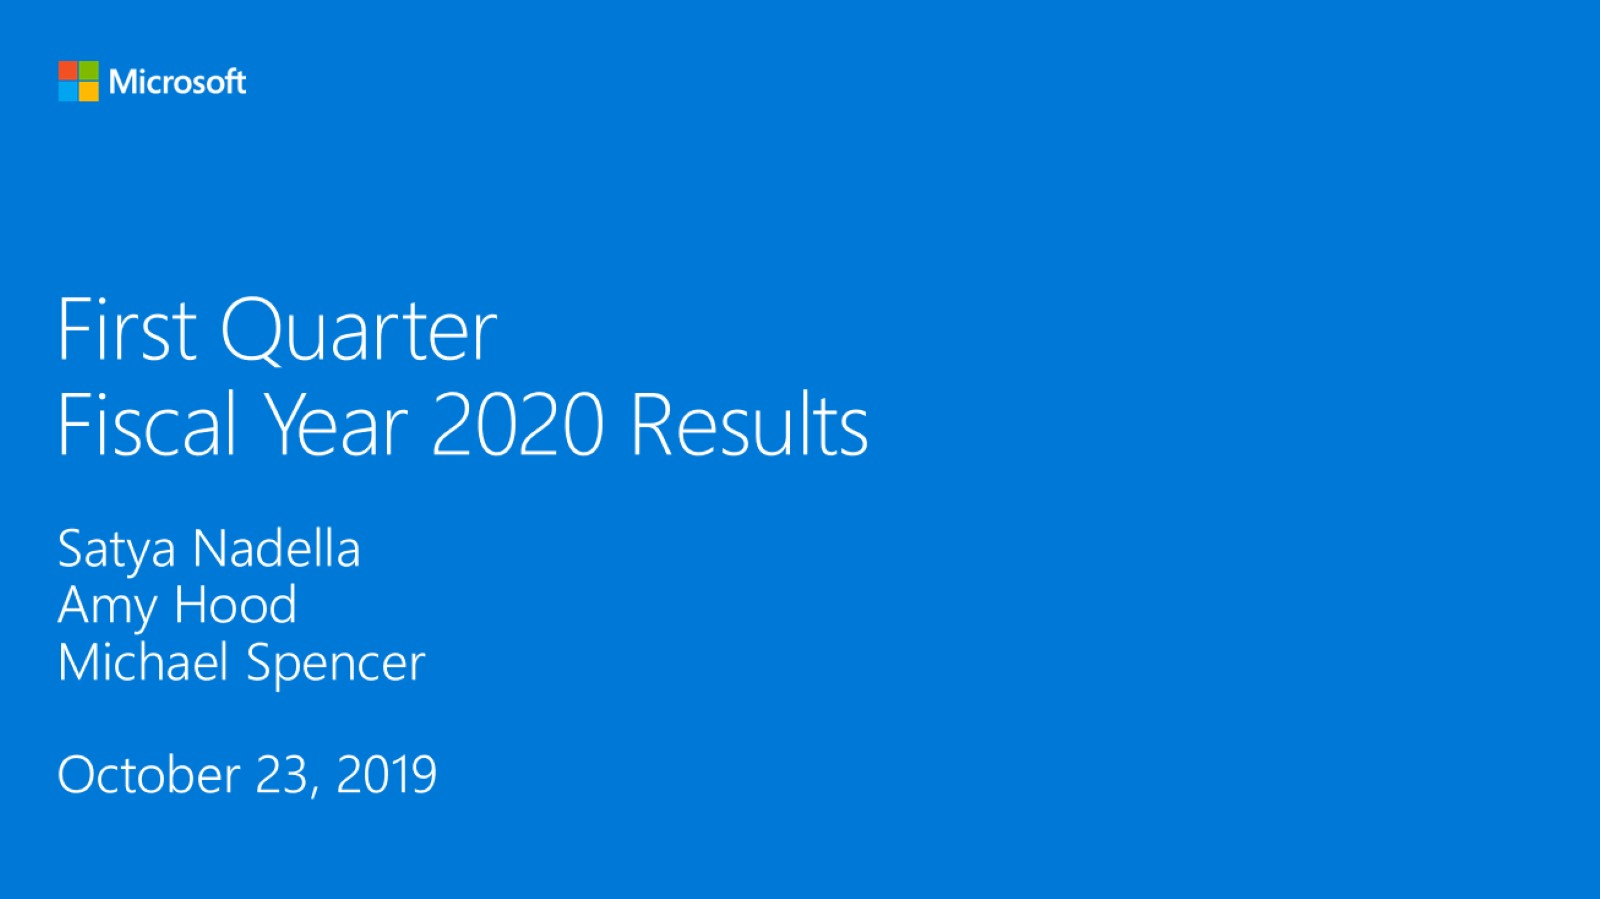 Microsoft
First Quarter
Fiscal Year 2020 Results
Satya Nadella
Amy Hood
Michael Spencer
October 23, 2019